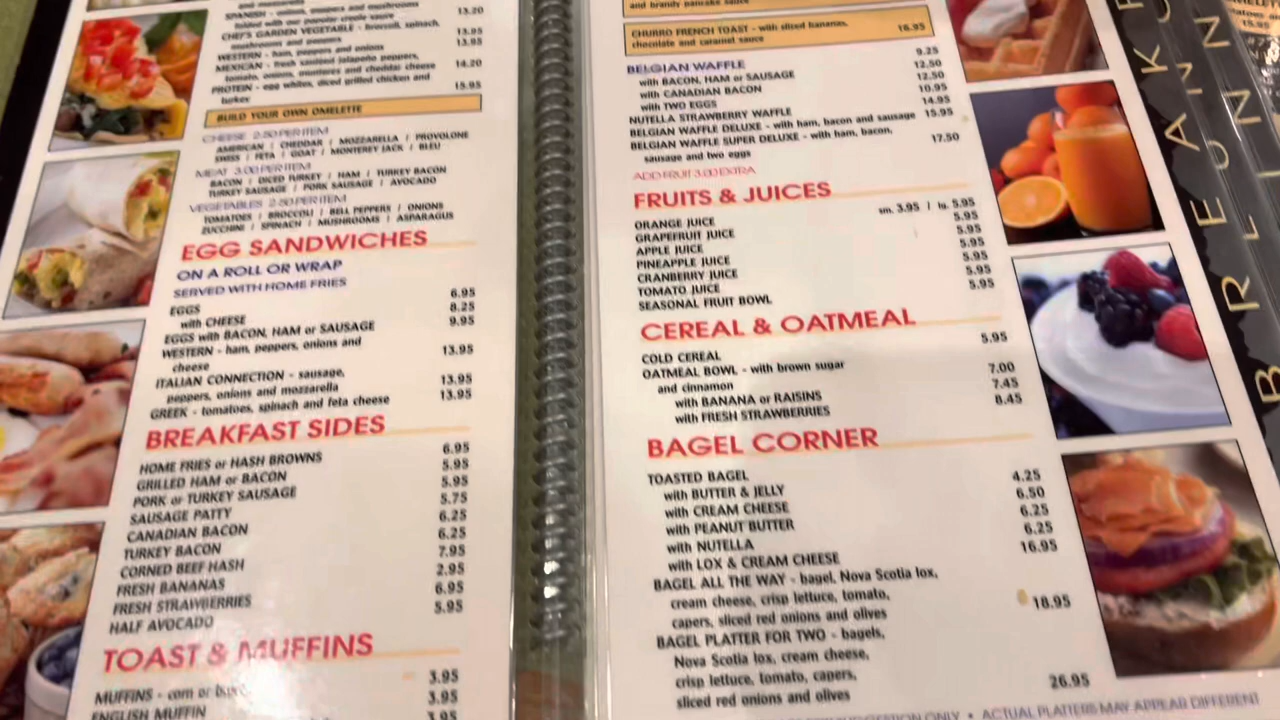 SPANISH - onions, peppers and mushrooms
folded with our popular creole sauce 13.20
CHEF'S GARDEN VEGETABLE - broccoli, spinach,
mushrooms and peppers 13.95
WESTERN - ham, peppers and onions 13.95
MEXICAN - fresh sautéed jalapeño peppers,
tomato, onions, monterey and cheddar cheese 14.20
PROTEIN - egg whites, diced grilled chicken and
turkey 15.95
BUILD YOUR OWN OMELETTE
CHEESE 2.50 PER ITEM
AMERICAN | CHEDDAR | MOZZARELLA | PROVOLONE
SWISS | FETA | GOAT | MONTEREY JACK | BLEU
MEAT 3.00 PER ITEM
BACON | DICED TURKEY | HAM | TURKEY BACON
TURKEY SAUSAGE | PORK SAUSAGE | AVOCADO
VEGETABLES 2.50 PER ITEM
TOMATOES | BROCCOLI | BELL PEPPERS | ONIONS
ZUCCHINI | SPINACH | MUSHROOMS | ASPARAGUS
EGG SANDWICHES
ON A ROLL OR WRAP
SERVED WITH HOME FRIES
EGGS 6.95
with CHEESE 8.25
EGGS with BACON, HAM or SAUSAGE 9.95
WESTERN - ham, peppers, onions and
cheese 13.95
ITALIAN CONNECTION - sausage,
peppers, onions and mozzarella 13.95
GREEK - tomatoes, spinach and feta cheese 13.95
BREAKFAST SIDES
HOME FRIES or HASH BROWNS 6.95
GRILLED HAM or BACON 5.95
PORK or TURKEY SAUSAGE 5.95
SAUSAGE PATTY 5.75
CANADIAN BACON 6.25
TURKEY BACON 6.25
CORNED BEEF HASH 7.95
FRESH BANANAS 2.95
FRESH STRAWBERRIES 6.95
HALF AVOCADO 5.95
TOAST & MUFFINS
MUFFINS - corn or 3.95
ENGLISH MUFFIN 3.95
3.95
and brandy pancake sauce
CHURRO FRENCH TOAST - with diced bananas,
chocolate and caramel sauce 16.95
BELGIAN WAFFLE 9.25
with BACON, HAM or SAUSAGE 12.50
with CANADIAN BACON 12.50
with TWO EGGS 10.95
NUTELLA STRAWBERRY WAFFLE 14.95
BELGIAN WAFFLE DELUXE - with ham, bacon and sausage 15.95
BELGIAN WAFFLE SUPER DELUXE - with ham, bacon,
sausage and two eggs 17.50
ADD FRUIT 3.00 EXTRA
FRUITS & JUICES
ORANGE JUICE sm. 3.95 / lg. 5.95
GRAPEFRUIT JUICE 5.95
APPLE JUICE 5.95
PINEAPPLE JUICE 5.95
CRANBERRY JUICE 5.95
TOMATO JUICE 5.95
SEASONAL FRUIT BOWL 5.95
CEREAL & OATMEAL
COLD CEREAL 5.95
OATMEAL BOWL - with brown sugar
and cinnamon 7.00
with BANANA or RAISINS 7.45
with FRESH STRAWBERRIES 8.45
BAGEL CORNER
TOASTED BAGEL
with BUTTER & JELLY 4.25
with CREAM CHEESE 6.50
with PEANUT BUTTER 6.25
with NUTELLA 6.25
with LOX & CREAM CHEESE 16.95
BAGEL ALL THE WAY - bagel, Nova Scotia lox,
cream cheese, crisp lettuce, tomato,
capers, sliced red onions and olives 18.95
BAGEL PLATTER FOR TWO - bagels,
Nova Scotia lox, cream cheese,
crisp lettuce, tomato, capers,
sliced red onions and olives 26.95
SUGGESTION ONLY • ACTUAL PLATTERS MAY APPEAR DIFFERENT